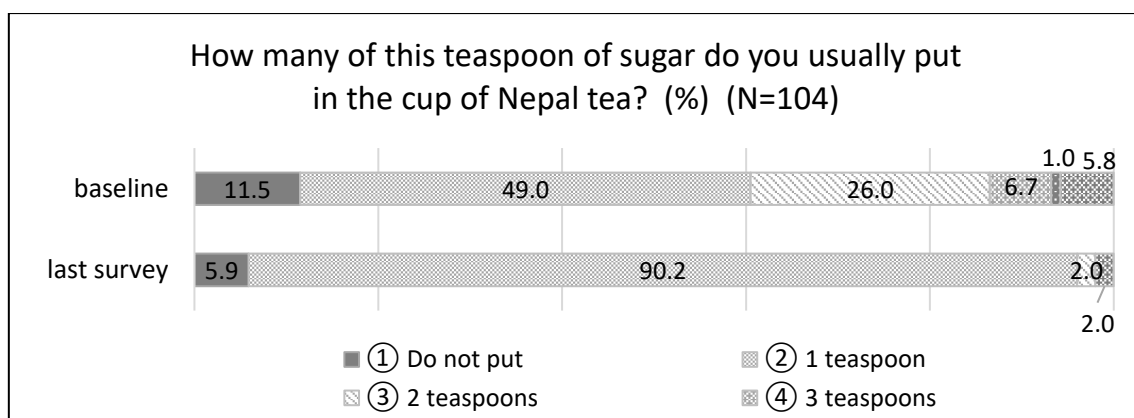 How many of this teaspoon of sugar do you usually put
in the cup of Nepal tea? (%) (N=104)
1.0 5.8
baseline 11.5 49.0 26.0 6.7
last survey 5.9 90.2 2.0
2.0
① Do not put ② 1 teaspoon
③ 2 teaspoons ④ 3 teaspoons